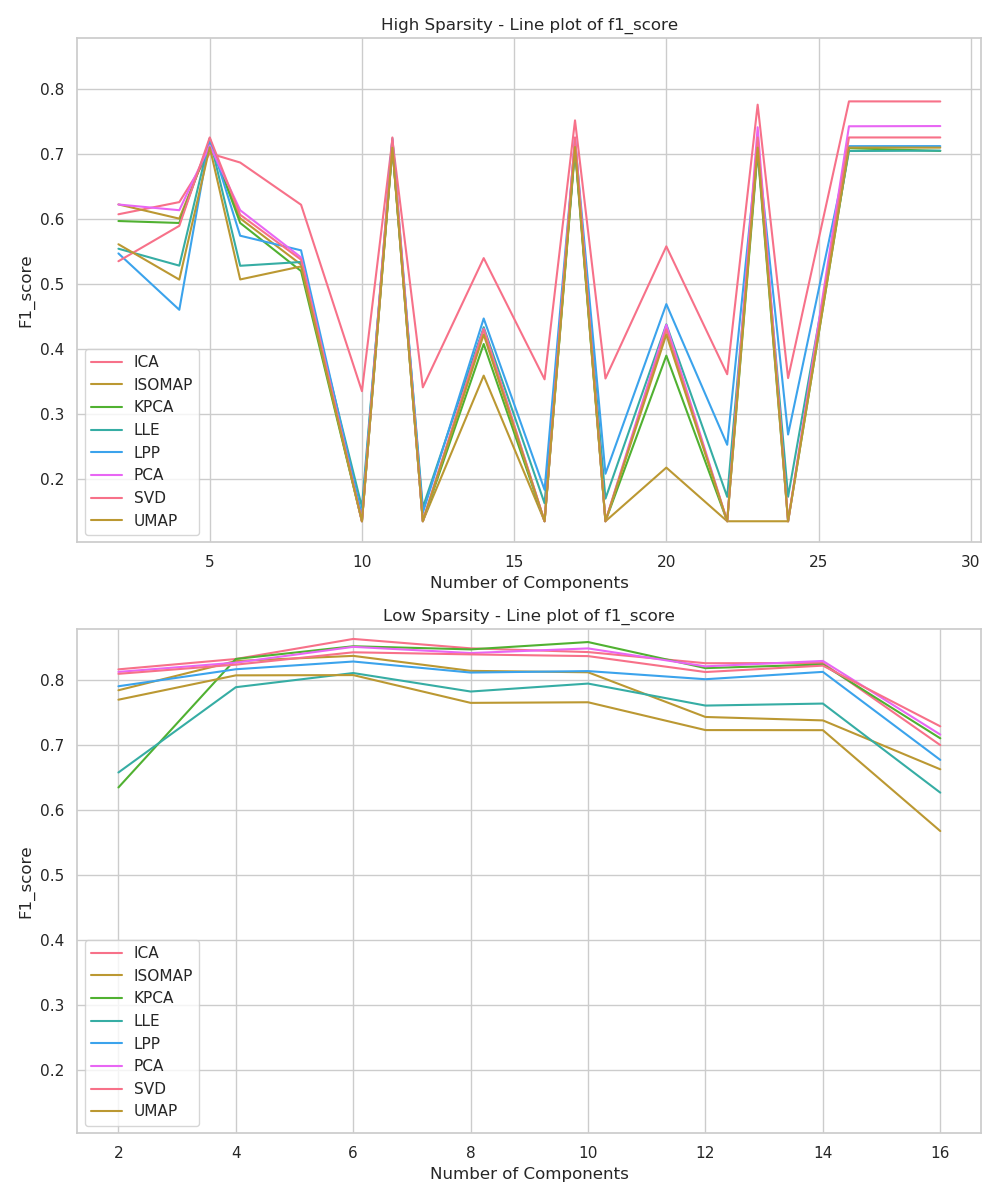 High Sparsity - Line plot of f1_score
F1_score
0.8
0.7
0.6
0.5
0.4
0.3
0.2
ICA
ISOMAP
KPCA
LLE
LPP
PCA
SVD
UMAP
5 10 15 20 25 30
Number of Components
Low Sparsity - Line plot of f1_score
F1_score
0.8
0.7
0.6
0.5
0.4
0.3
0.2
ICA
ISOMAP
KPCA
LLE
LPP
PCA
SVD
UMAP
2 4 6 8 10 12 14 16
Number of Components